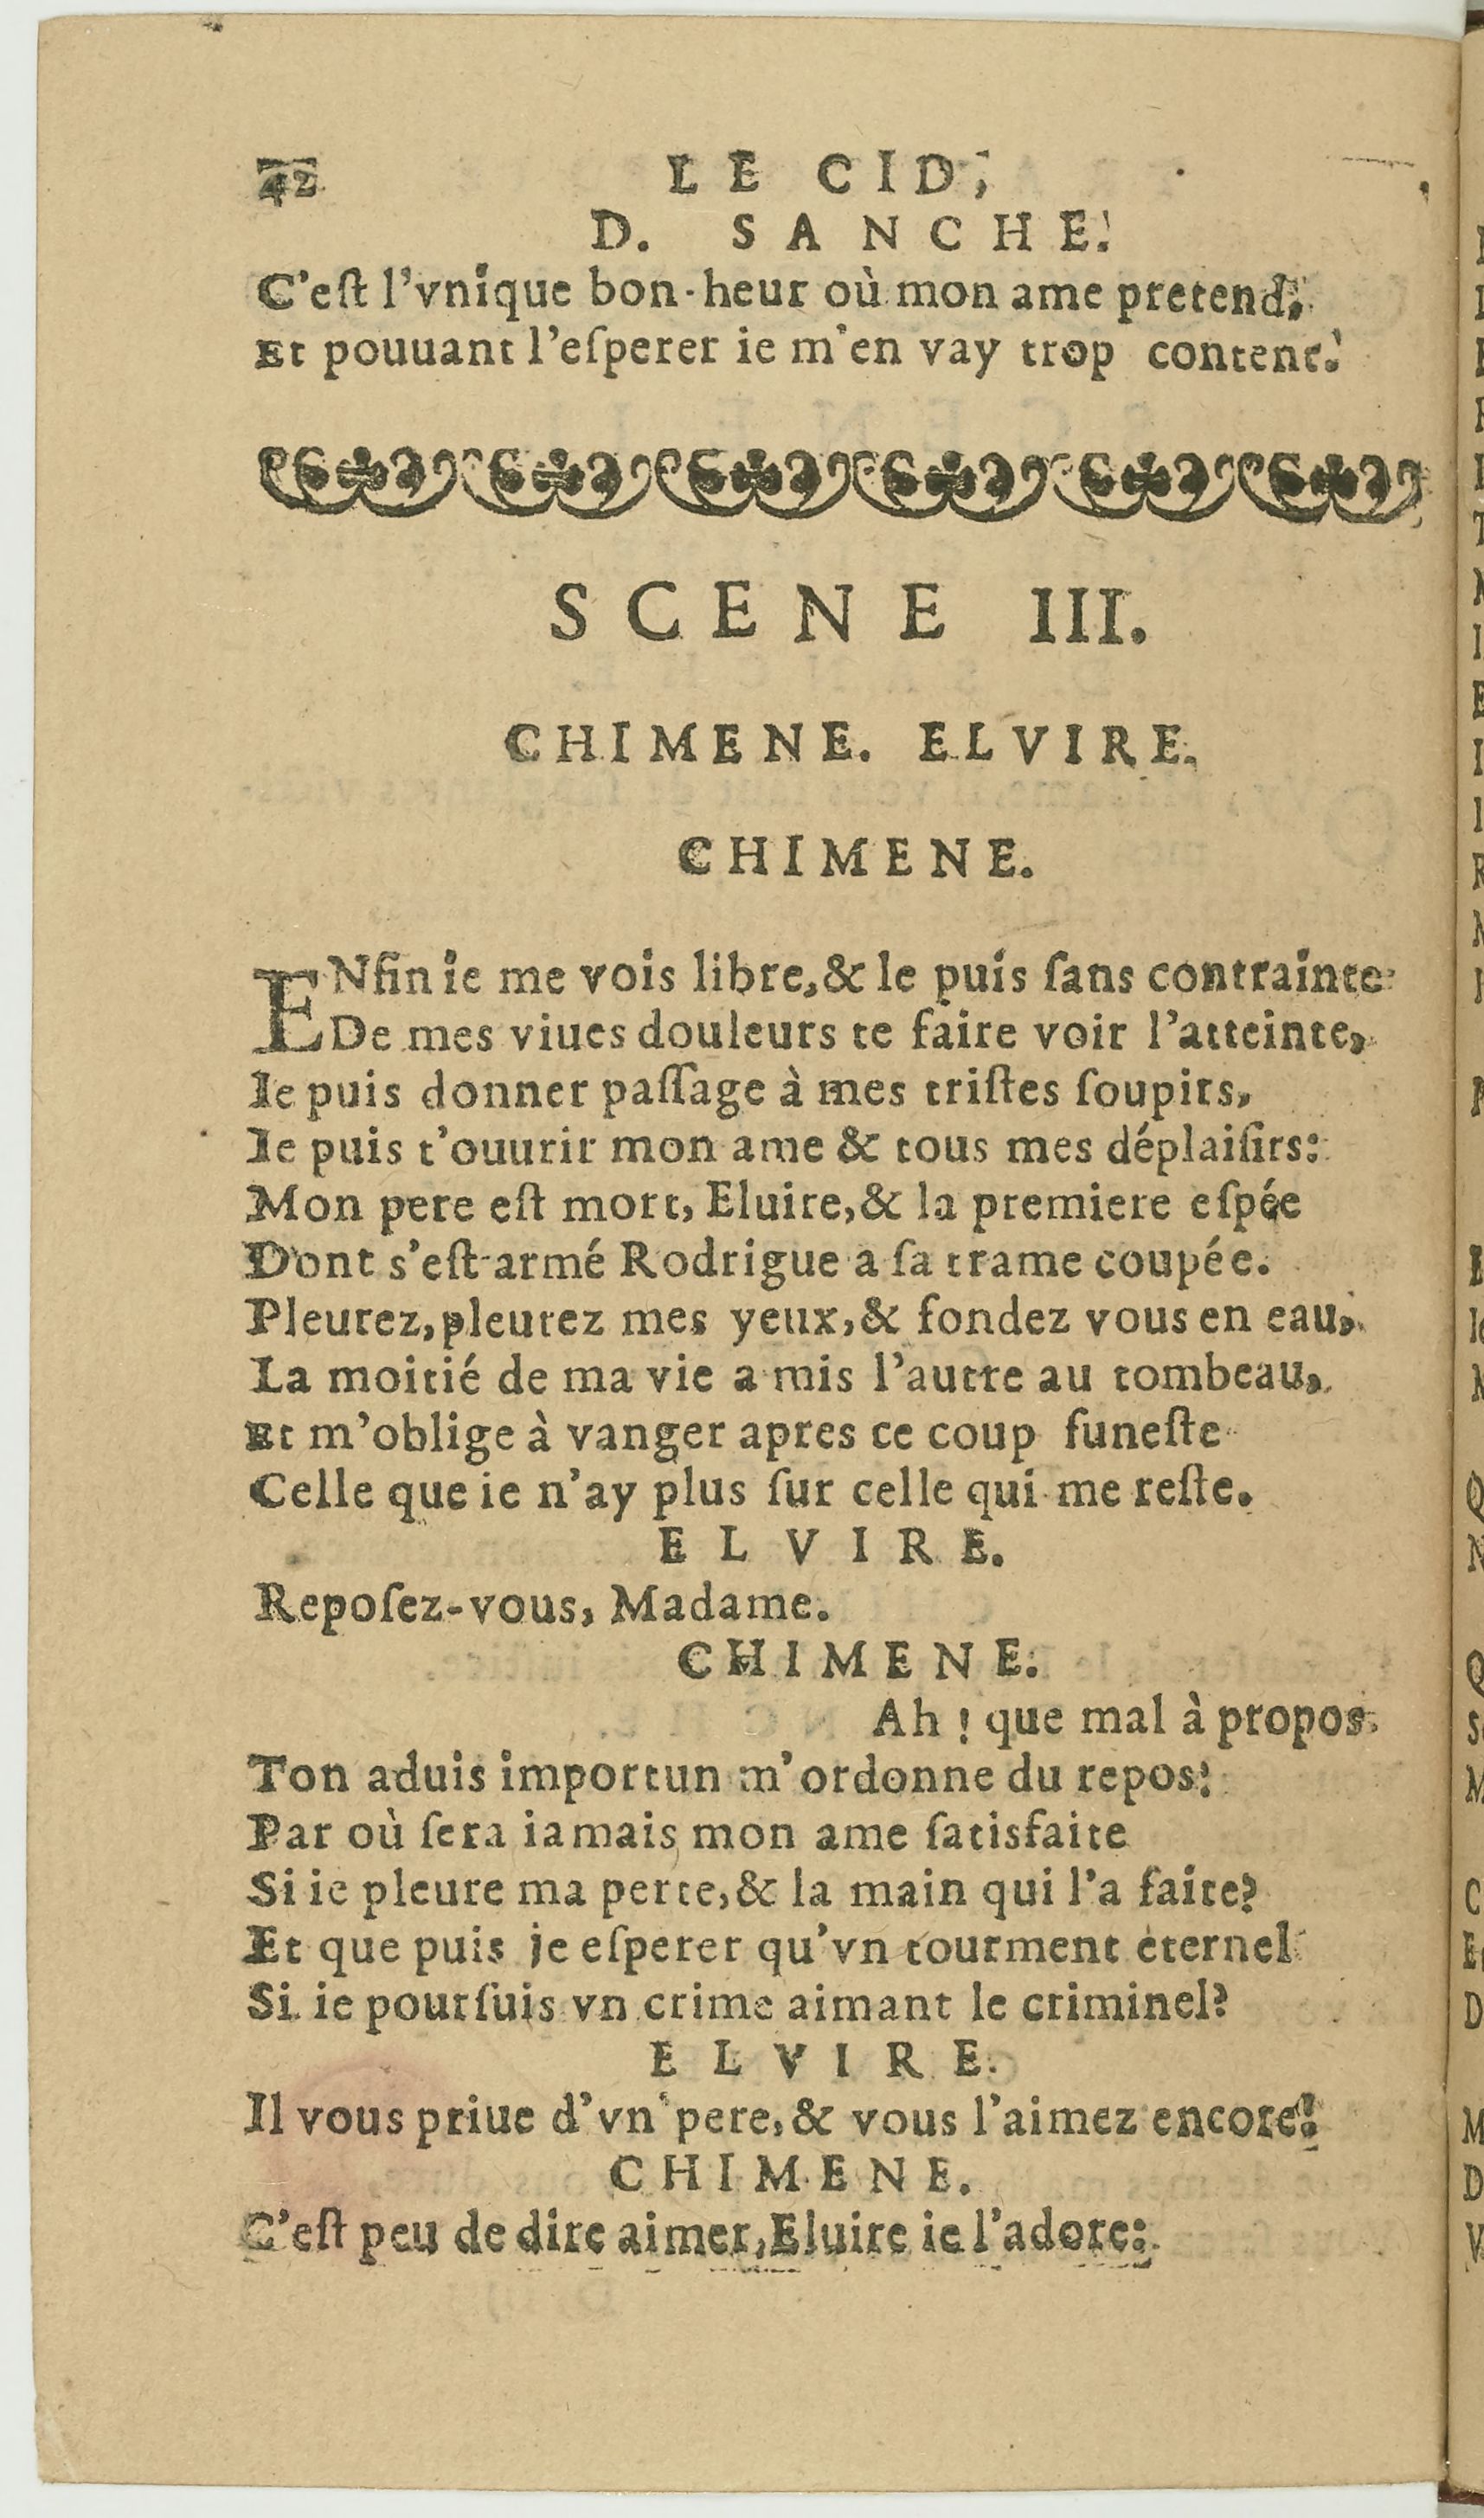 42 LE CID,
D. SANCHE.
C'eſt l'vnique bon-heur où mon ame pretend,
Et pouuant l'eſperer ie m'en vay trop content.
SCENE III.
CHIMENE. ELVIRE.
CHIMENE.
ENfin ie me vois libre, & le puis ſans contrainte
De mes viues douleurs te faire voir l'atteinte,
Ie puis donner paſſage à mes triſtes ſoupirs,
Ie puis t'ouurir mon ame & tous mes déplaiſirs:
Mon pere eſt mort, Eluire, & la premiere eſpée
Dont s'eſt armé Rodrigue a ſa trame coupée.
Pleurez, pleurez mes yeux, & fondez vous en eau,
La moitié de ma vie a mis l'autre au tombeau,
Et m'oblige à vanger apres ce coup funeſte
Celle que ie n'ay plus ſur celle qui me reſte.
ELVIRE.
Repoſez-vous, Madame.
CHIMENE.
Ah ! que mal à propos
Ton aduis importun m'ordonne du repos!
Par où ſera iamais mon ame ſatisfaite
Si ie pleure ma perte, & la main qui l'a faite?
Et que puis je eſperer qu'vn tourment eternel
Si ie pourſuis vn crime aimant le criminel?
ELVIRE.
Il vous priue d'vn pere, & vous l'aimez encore!
CHIMENE.
C'eſt peu de dire aimer, Eluire ie l'adore: